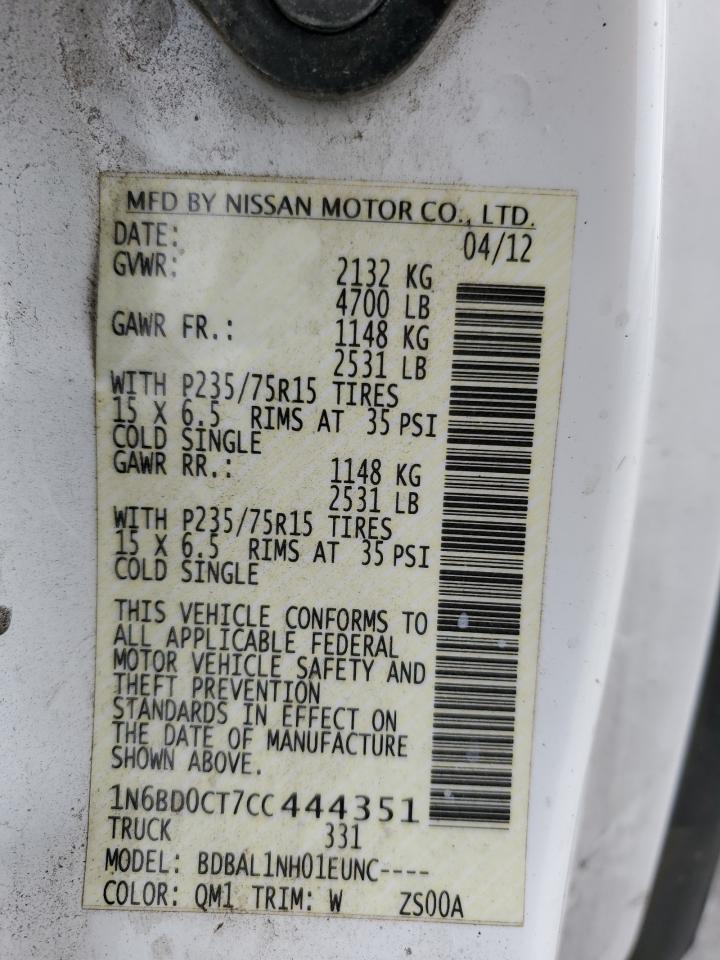 MFD BY NISSAN MOTOR CO., LTD.
DATE: 04/12
GVWR: 2132 KG
4700 LB
GAWR FR.: 1148 KG
2531 LB
WITH P235/75R15 TIRES
15 X 6.5 RIMS AT 35 PSI
COLD SINGLE
GAWR RR.: 1148 KG
2531 LB
WITH P235/75R15 TIRES
15 X 6.5 RIMS AT 35 PSI
COLD SINGLE
THIS VEHICLE CONFORMS TO
ALL APPLICABLE FEDERAL
MOTOR VEHICLE SAFETY AND
THEFT PREVENTION
STANDARDS IN EFFECT ON
THE DATE OF MANUFACTURE
SHOWN ABOVE.
1N6BD0CT7CC444351
TRUCK 331
MODEL: BDBAL1NH01EUNC----
COLOR: QM1 TRIM: W ZS00A